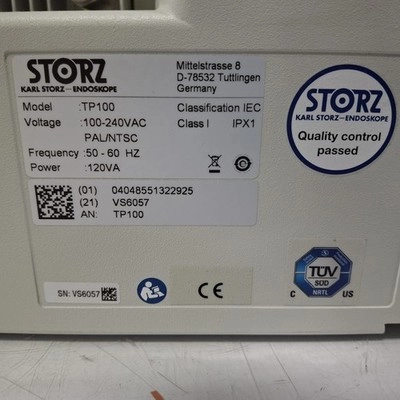 STORZ
KARL STORZ—ENDOSKOPE
Mittelstrasse 8
D-78532 Tuttlingen
Germany
Model :TP100
Classification IEC
Voltage :100-240VAC
Class I IPX1
PAL/NTSC
Frequency :50 - 60 HZ
Power :120VA
(01) 04048551322925
(21) VS6057
AN: TP100
STORZ
KARL STORZ—ENDOSKOPE
Quality control
passed
SN: VS6057
CE
TÜV
SÜD
NRTL
C US